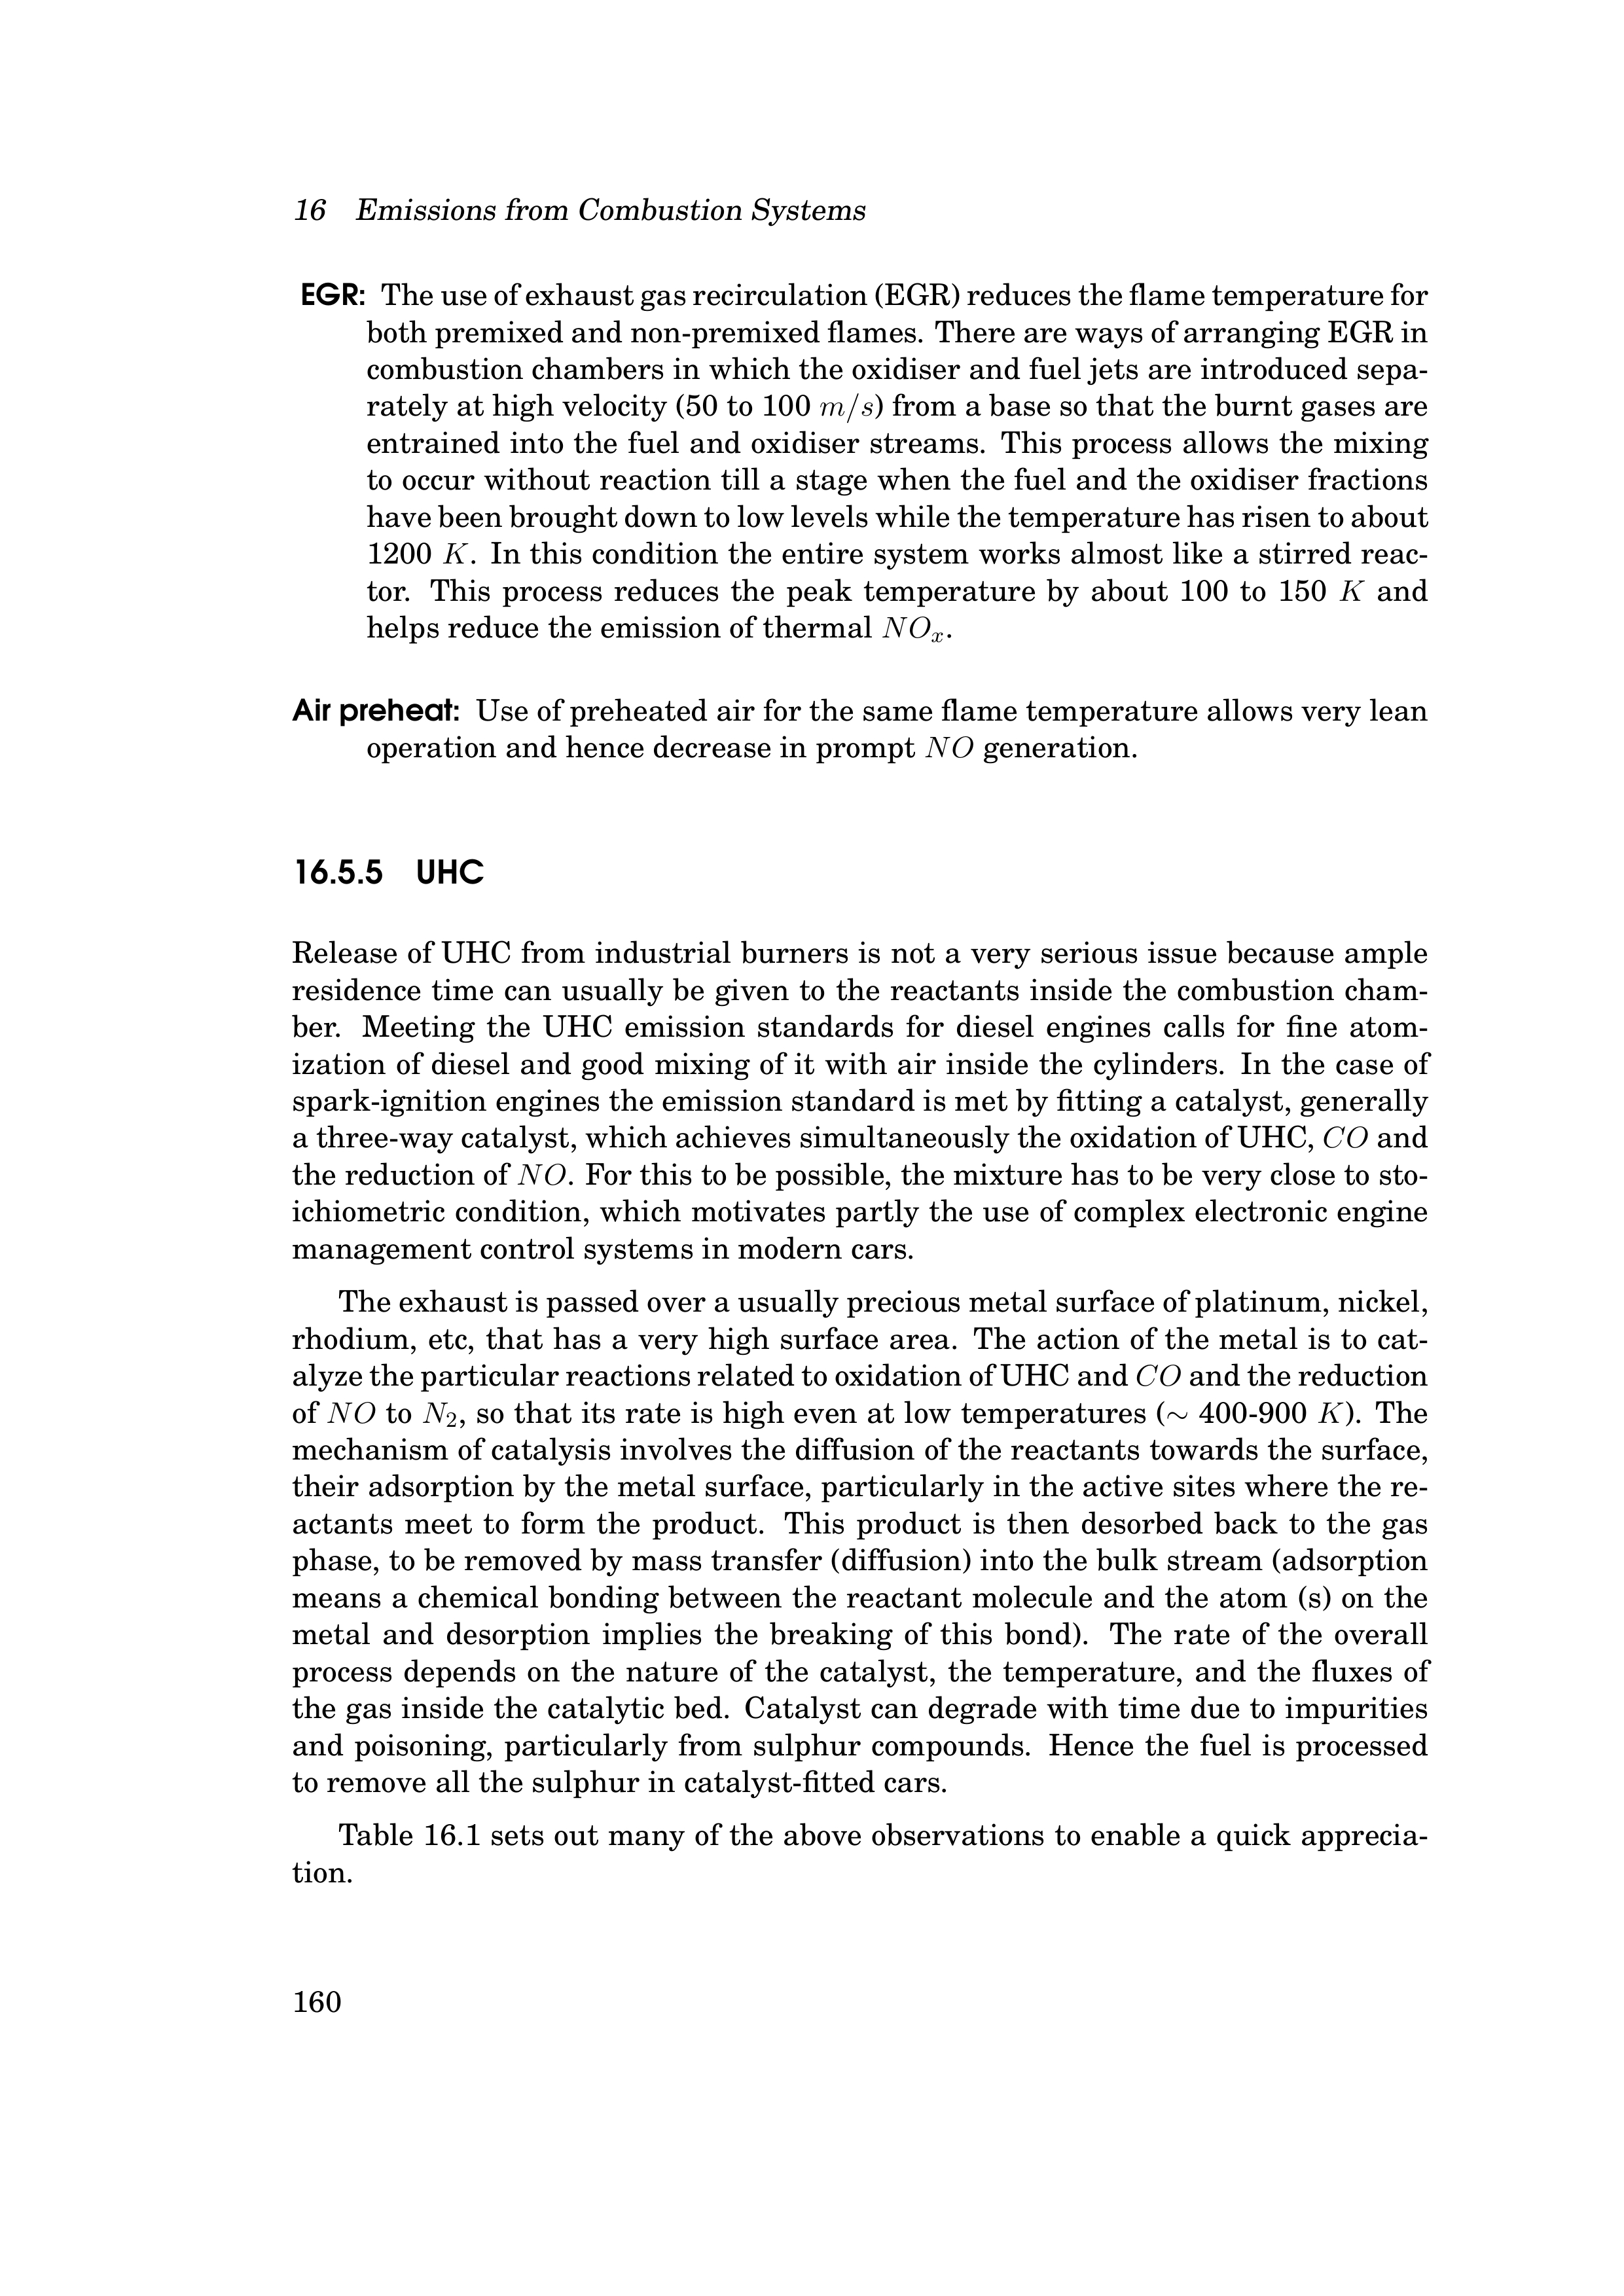 16 Emissions from Combustion Systems
EGR: The use of exhaust gas recirculation (EGR) reduces the flame temperature for
both premixed and non-premixed flames. There are ways of arranging EGR in
combustion chambers in which the oxidiser and fuel jets are introduced sepa-
rately at high velocity (50 to 100 m/s) from a base so that the burnt gases are
entrained into the fuel and oxidiser streams. This process allows the mixing
to occur without reaction till a stage when the fuel and the oxidiser fractions
have been brought down to low levels while the temperature has risen to about
1200 K. In this condition the entire system works almost like a stirred reac-
tor. This process reduces the peak temperature by about 100 to 150 K and
helps reduce the emission of thermal NOₓ.
Air preheat: Use of preheated air for the same flame temperature allows very lean
operation and hence decrease in prompt NO generation.
16.5.5 UHC
Release of UHC from industrial burners is not a very serious issue because ample
residence time can usually be given to the reactants inside the combustion cham-
ber. Meeting the UHC emission standards for diesel engines calls for fine atom-
ization of diesel and good mixing of it with air inside the cylinders. In the case of
spark-ignition engines the emission standard is met by fitting a catalyst, generally
a three-way catalyst, which achieves simultaneously the oxidation of UHC, CO and
the reduction of NO. For this to be possible, the mixture has to be very close to sto-
ichiometric condition, which motivates partly the use of complex electronic engine
management control systems in modern cars.
The exhaust is passed over a usually precious metal surface of platinum, nickel,
rhodium, etc, that has a very high surface area. The action of the metal is to cat-
alyze the particular reactions related to oxidation of UHC and CO and the reduction
of NO to N₂, so that its rate is high even at low temperatures (∼ 400-900 K). The
mechanism of catalysis involves the diffusion of the reactants towards the surface,
their adsorption by the metal surface, particularly in the active sites where the re-
actants meet to form the product. This product is then desorbed back to the gas
phase, to be removed by mass transfer (diffusion) into the bulk stream (adsorption
means a chemical bonding between the reactant molecule and the atom (s) on the
metal and desorption implies the breaking of this bond). The rate of the overall
process depends on the nature of the catalyst, the temperature, and the fluxes of
the gas inside the catalytic bed. Catalyst can degrade with time due to impurities
and poisoning, particularly from sulphur compounds. Hence the fuel is processed
to remove all the sulphur in catalyst-fitted cars.
Table 16.1 sets out many of the above observations to enable a quick apprecia-
tion.
160